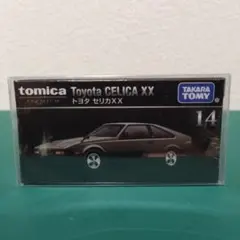 tomica Toyota CELICA XX
トヨタ セリカXX
TAKARA
TOMY
14